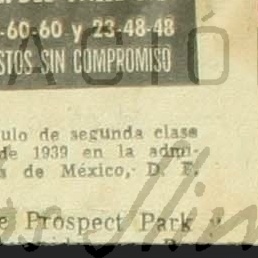 -60-60 y 23-48-48
STOS SIN COMPROMISO
ACIÓ
ulo de segunda clase
de 1939 en la admi-
s de México, D. F.
e Prospect Park y